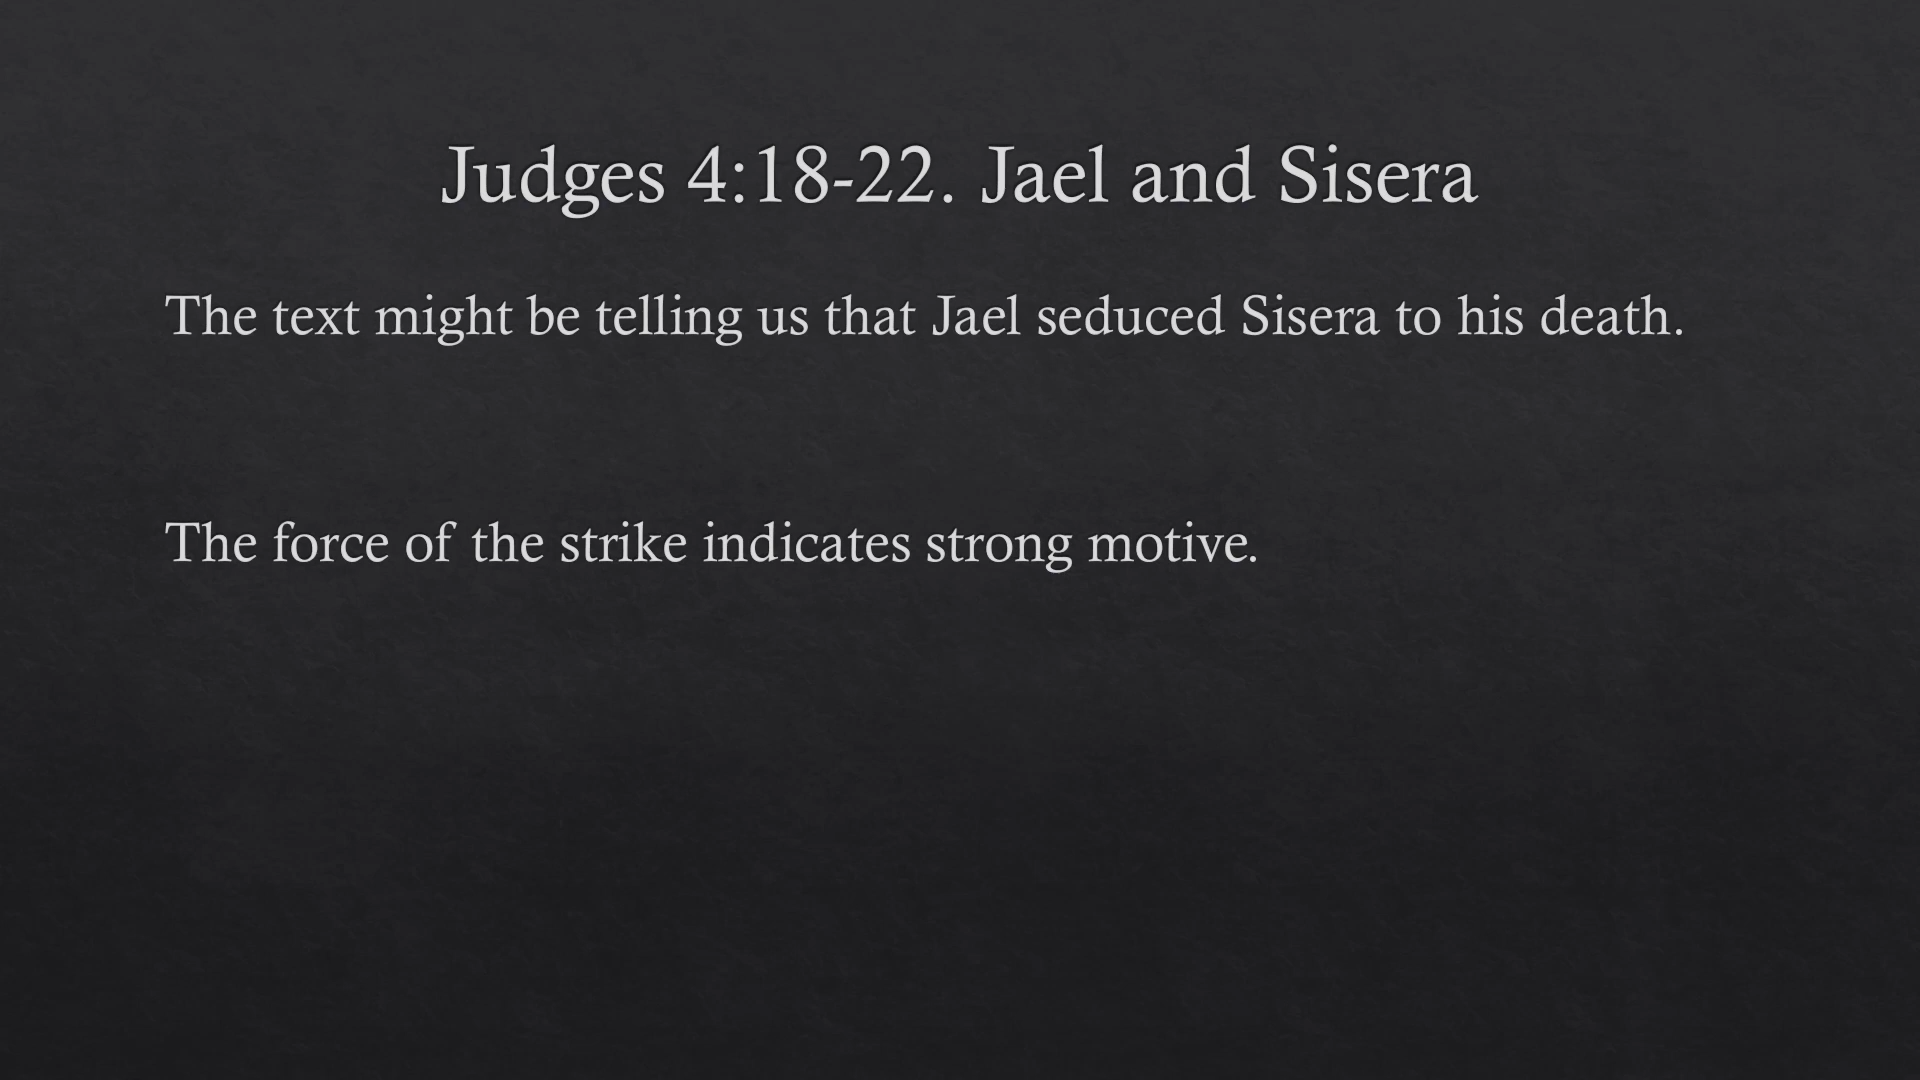 Judges 4:18-22. Jael and Sisera
The text might be telling us that Jael seduced Sisera to his death.
The force of the strike indicates strong motive.